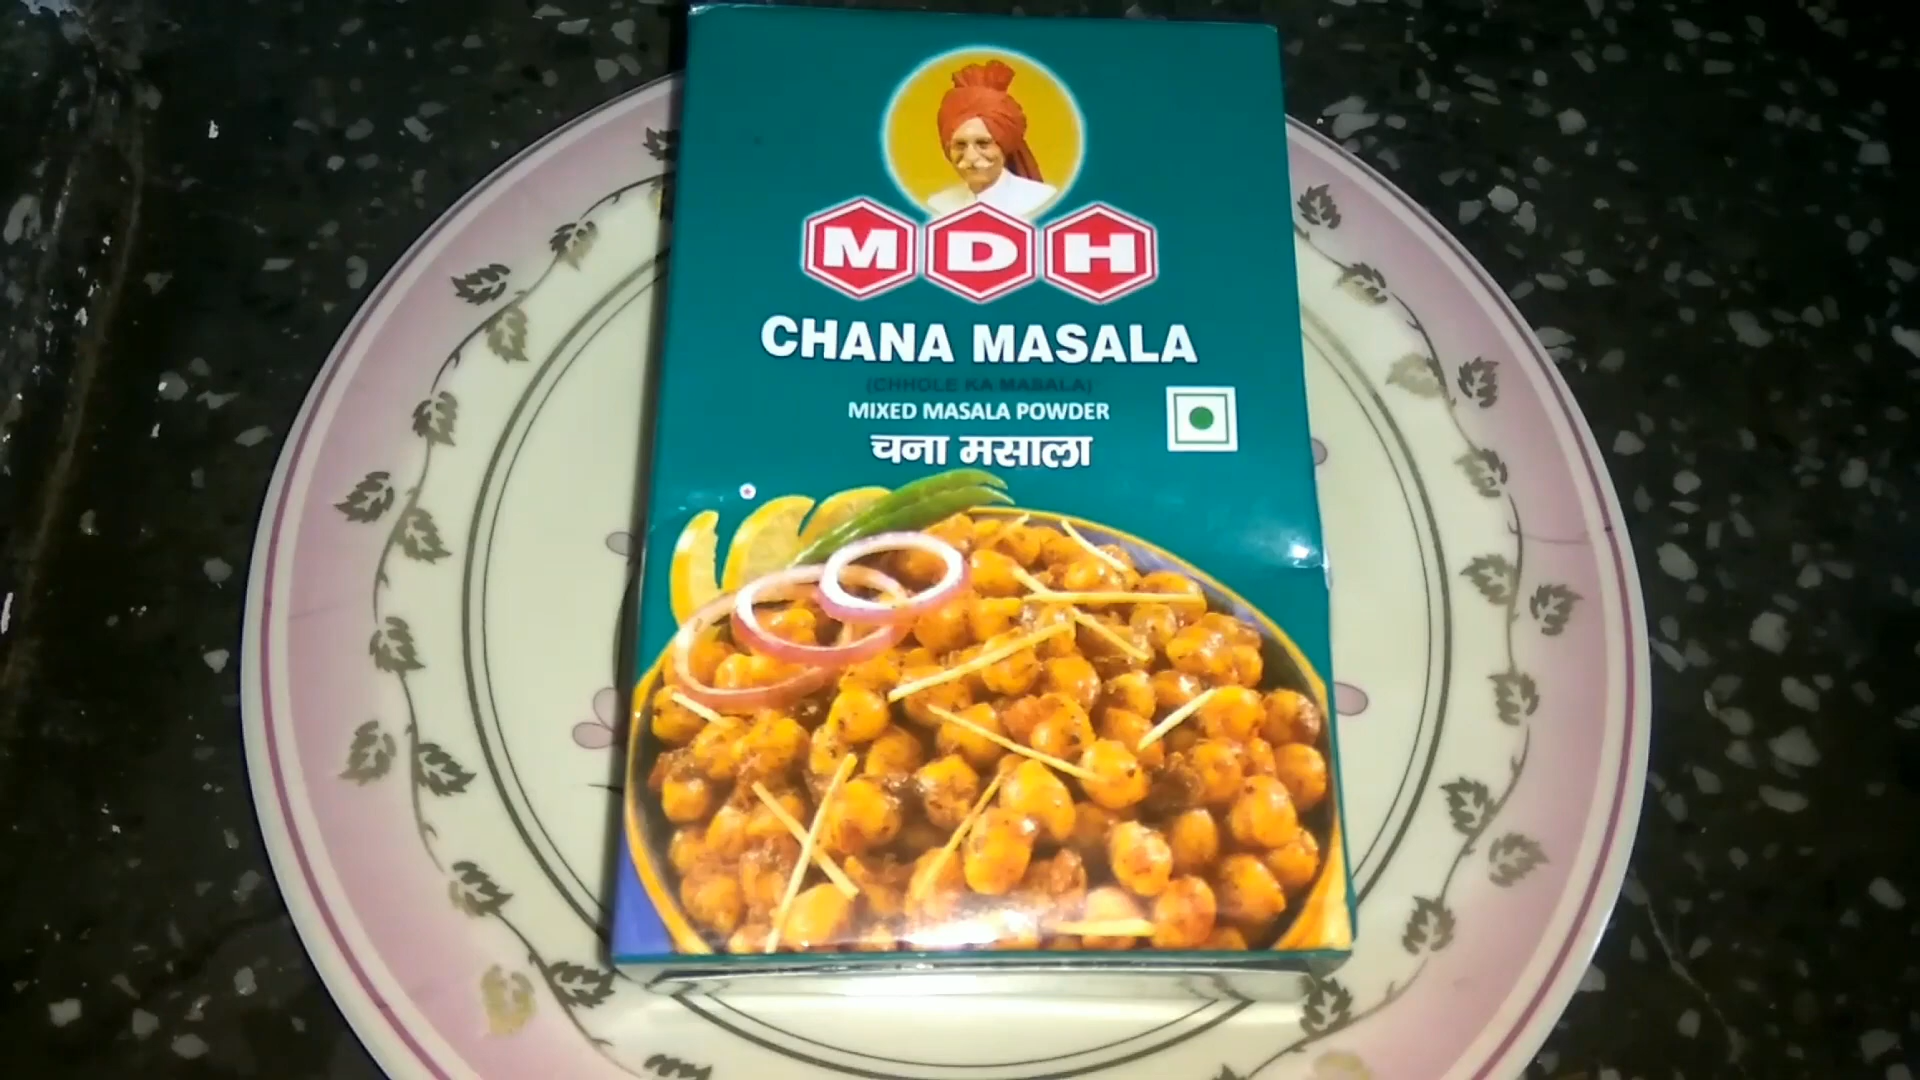 MDH
CHANA MASALA
(CHHOLE KA MASALA)
MIXED MASALA POWDER
चना मसाला